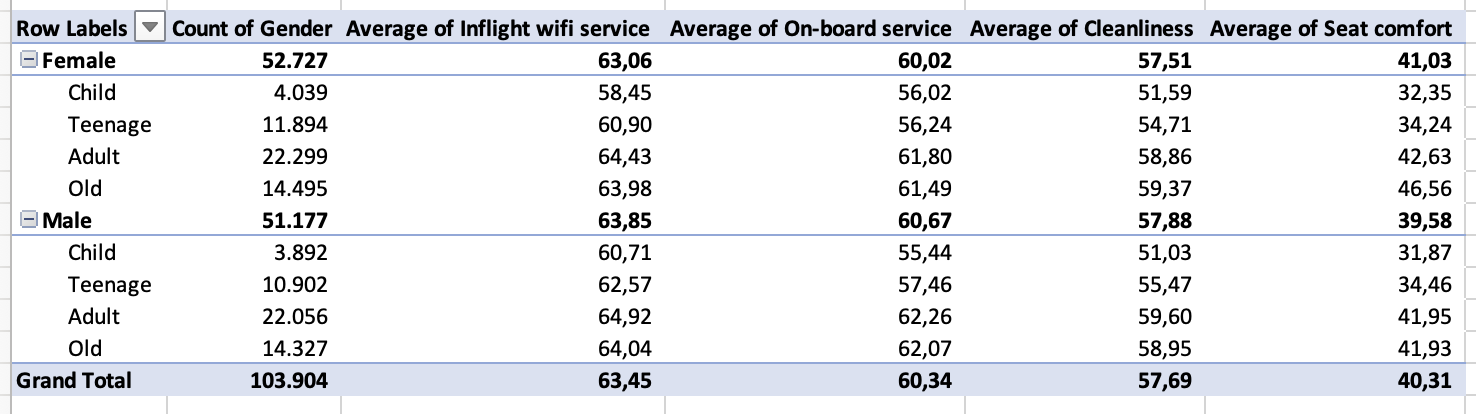 Row Labels Count of Gender Average of Inflight wifi service Average of On-board service Average of Cleanliness Average of Seat comfort
Female 52.727 63,06 60,02 57,51 41,03
Child 4.039 58,45 56,02 51,59 32,35
Teenage 11.894 60,90 56,24 54,71 34,24
Adult 22.299 64,43 61,80 58,86 42,63
Old 14.495 63,98 61,49 59,37 46,56
Male 51.177 63,85 60,67 57,88 39,58
Child 3.892 60,71 55,44 51,03 31,87
Teenage 10.902 62,57 57,46 55,47 34,46
Adult 22.056 64,92 62,26 59,60 41,95
Old 14.327 64,04 62,07 58,95 41,93
Grand Total 103.904 63,45 60,34 57,69 40,31